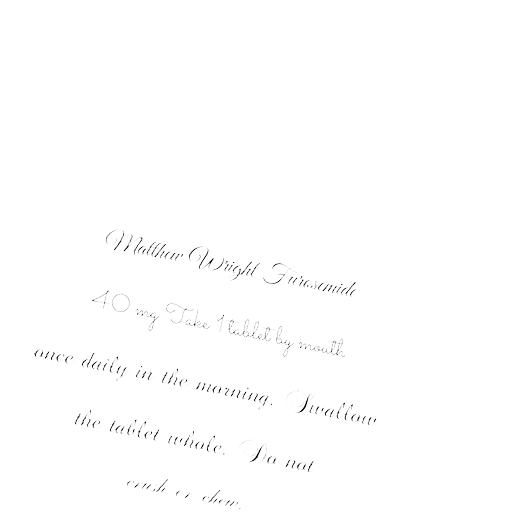 Matthew Wright Furosemide
40 mg Take 1 tablet by mouth
once daily in the morning. Swallow
the tablet whole. Do not
crush or chew.